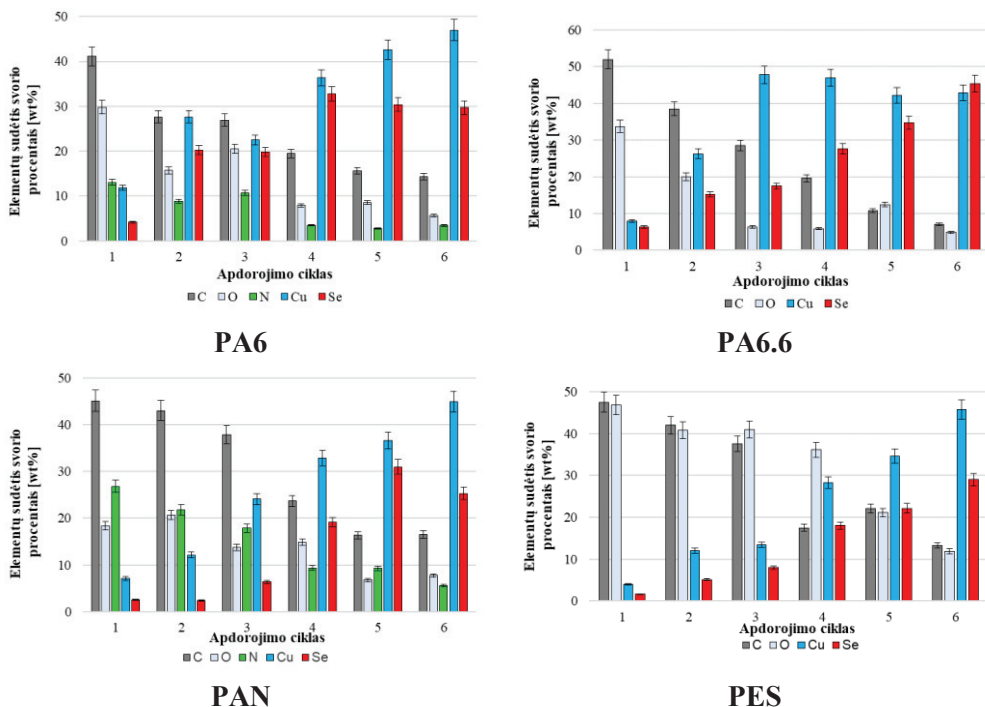 Elementų sudėtis svorio
procentais [wt%]
50
40
30
20
10
0
1 2 3 4 5 6
Apdorojimo ciklas
C O N Cu Se
PA6
Elementų sudėtis svorio
procentais [wt%]
60
50
40
30
20
10
0
1 2 3 4 5 6
Apdorojimo ciklas
C O Cu Se
PA6.6
Elementų sudėtis svorio
procentais [wt%]
50
40
30
20
10
0
1 2 3 4 5 6
Apdorojimo ciklas
C O N Cu Se
PAN
Elementų sudėtis svorio
procentais [wt%]
50
40
30
20
10
0
1 2 3 4 5 6
Apdorojimo ciklas
C O Cu Se
PES